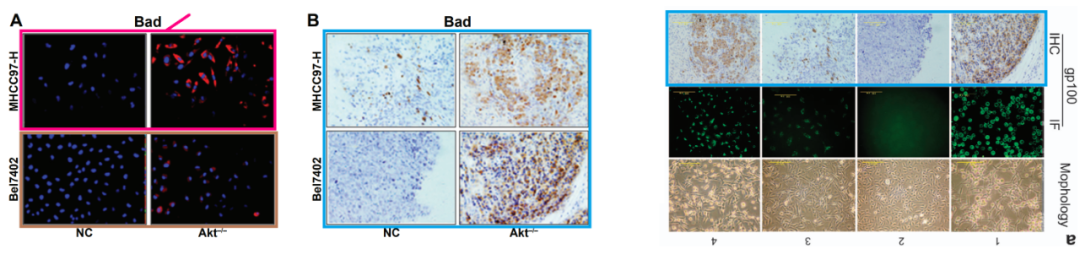 A
Bad
MHCC97-H
Bel7402
NC
Akt⁻/⁻
B
Bad
MHCC97-H
Bel7402
NC
Akt⁻/⁻
IHC
gp100
IF
Mophology
4
3
2
1
a